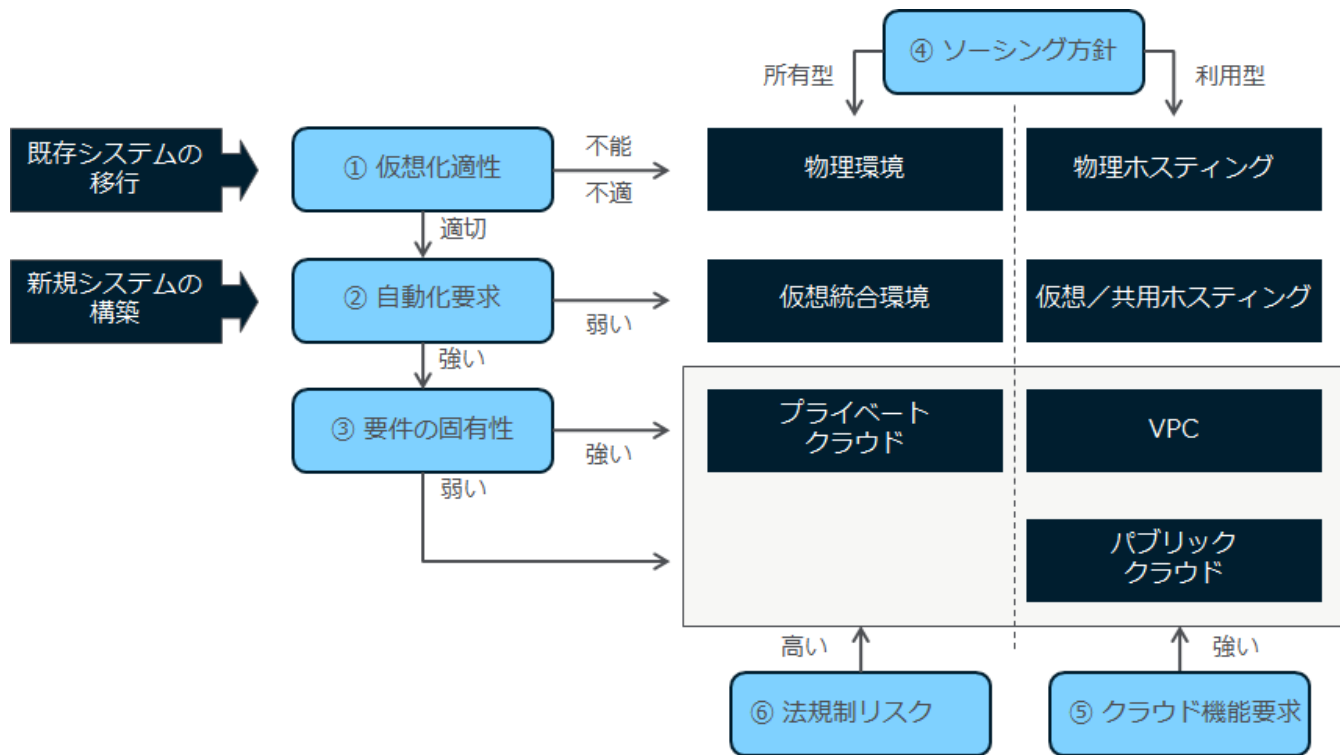 ④ ソーシング方針
所有型
利用型
既存システムの
移行
① 仮想化適性
不能
不適
物理環境
物理ホスティング
適切
新規システムの
構築
② 自動化要求
弱い
仮想統合環境
仮想／共用ホスティング
強い
③ 要件の固有性
強い
プライベート
クラウド
VPC
弱い
パブリック
クラウド
高い
強い
⑥ 法規制リスク
⑤ クラウド機能要求